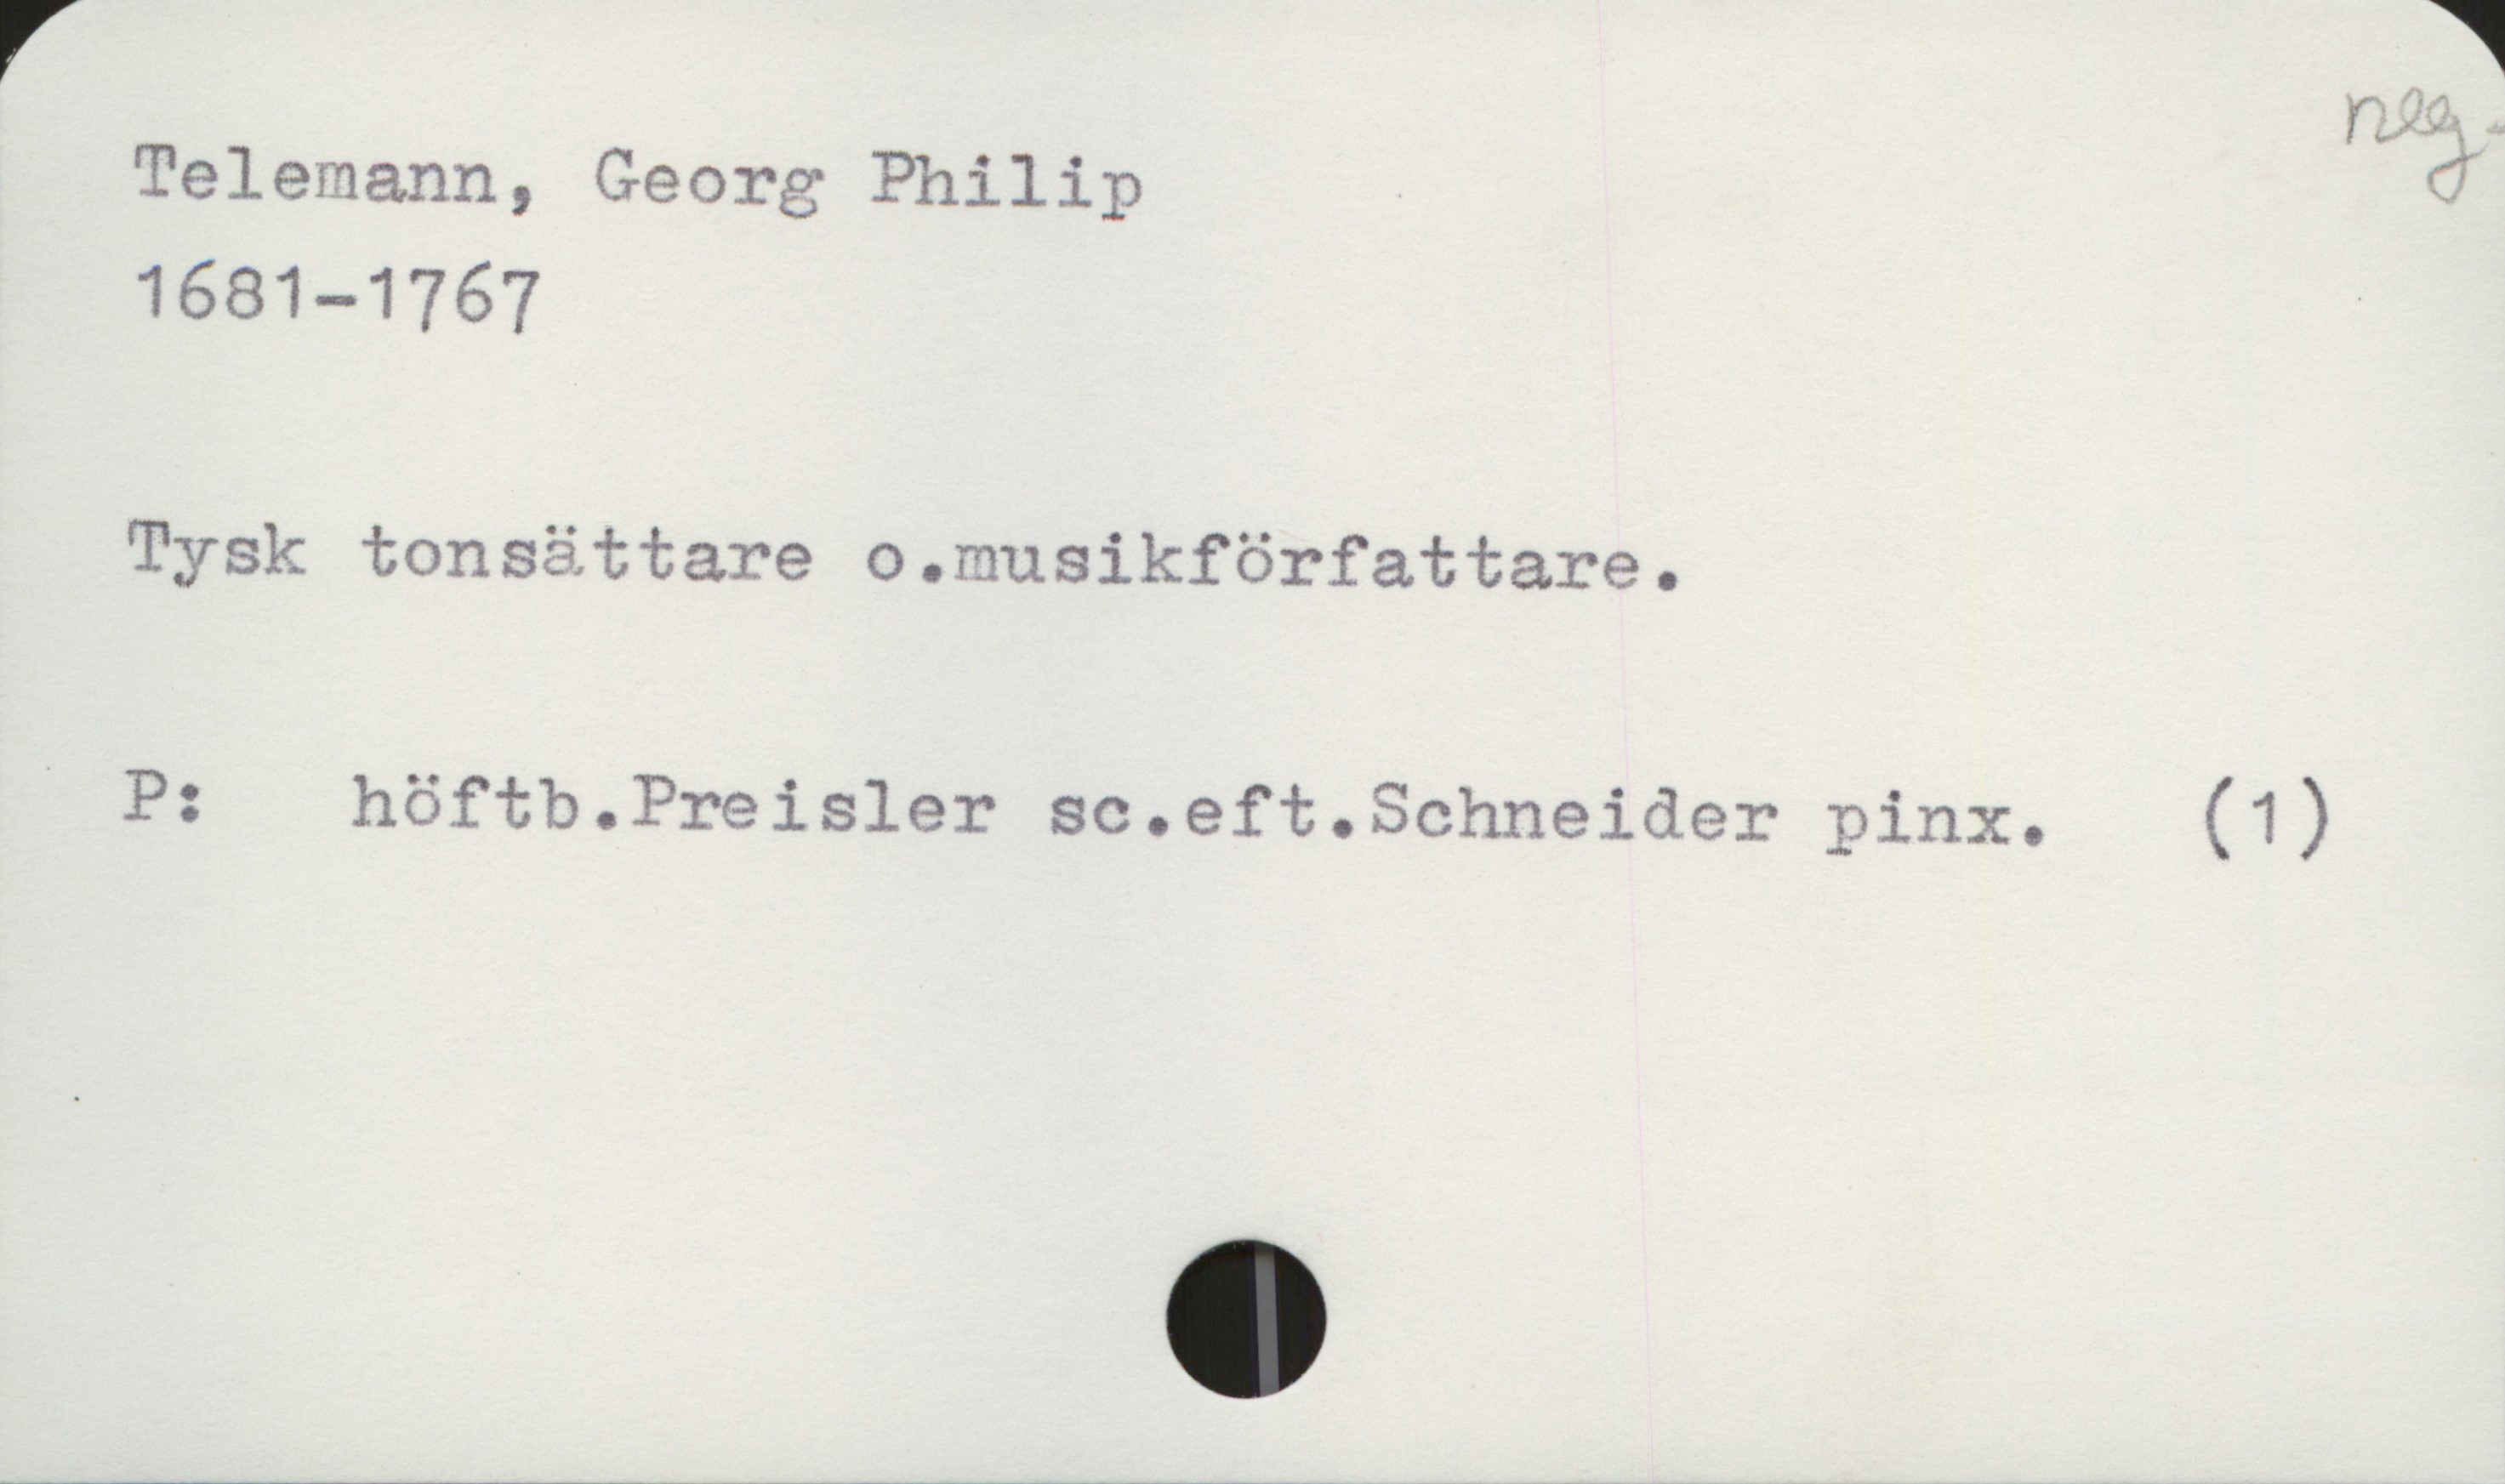 neg.
Telemann, Georg Philip
1681-1767
Tysk tonsättare o.musikförfattare.
P: höftb.Preisler sc.eft.Schneider pinx. (1)